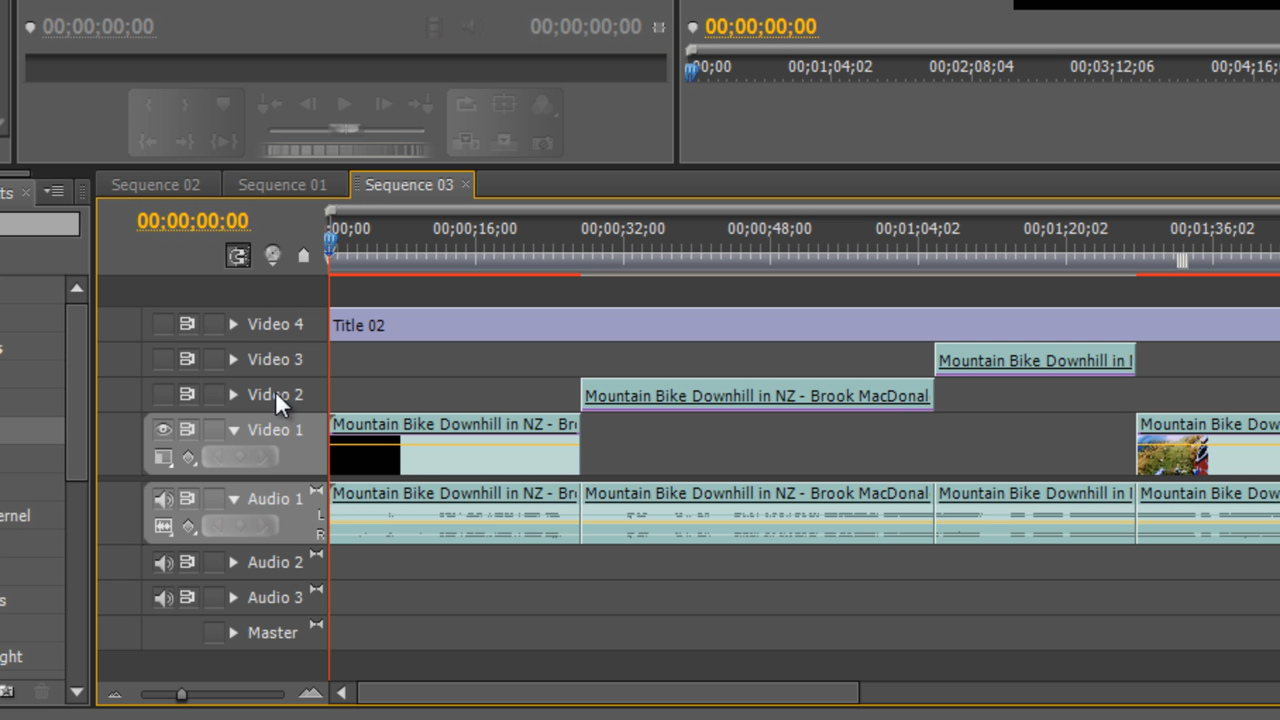 00;00;00;00
00;00;00;00
00;00;00;00
00;00
00;01;04;02
00;02;08;04
00;03;12;06
00;04;16;
ts
Sequence 02
Sequence 01
Sequence 03
00;00;00;00
:00;00
00;00;16;00
00;00;32;00
00;00;48;00
00;01;04;02
00;01;20;02
00;01;36;02
Video 4
Title 02
Video 3
Mountain Bike Downhill in
Video 2
Mountain Bike Downhill in NZ - Brook MacDonal
Video 1
Mountain Bike Downhill in NZ - Br
Mountain Bike Dow
Audio 1
L
R
Mountain Bike Downhill in NZ - Br
Mountain Bike Downhill in NZ - Brook MacDonal
Mountain Bike Downhill in
Mountain Bike Dow
ernel
Audio 2
s
Audio 3
Master
ght